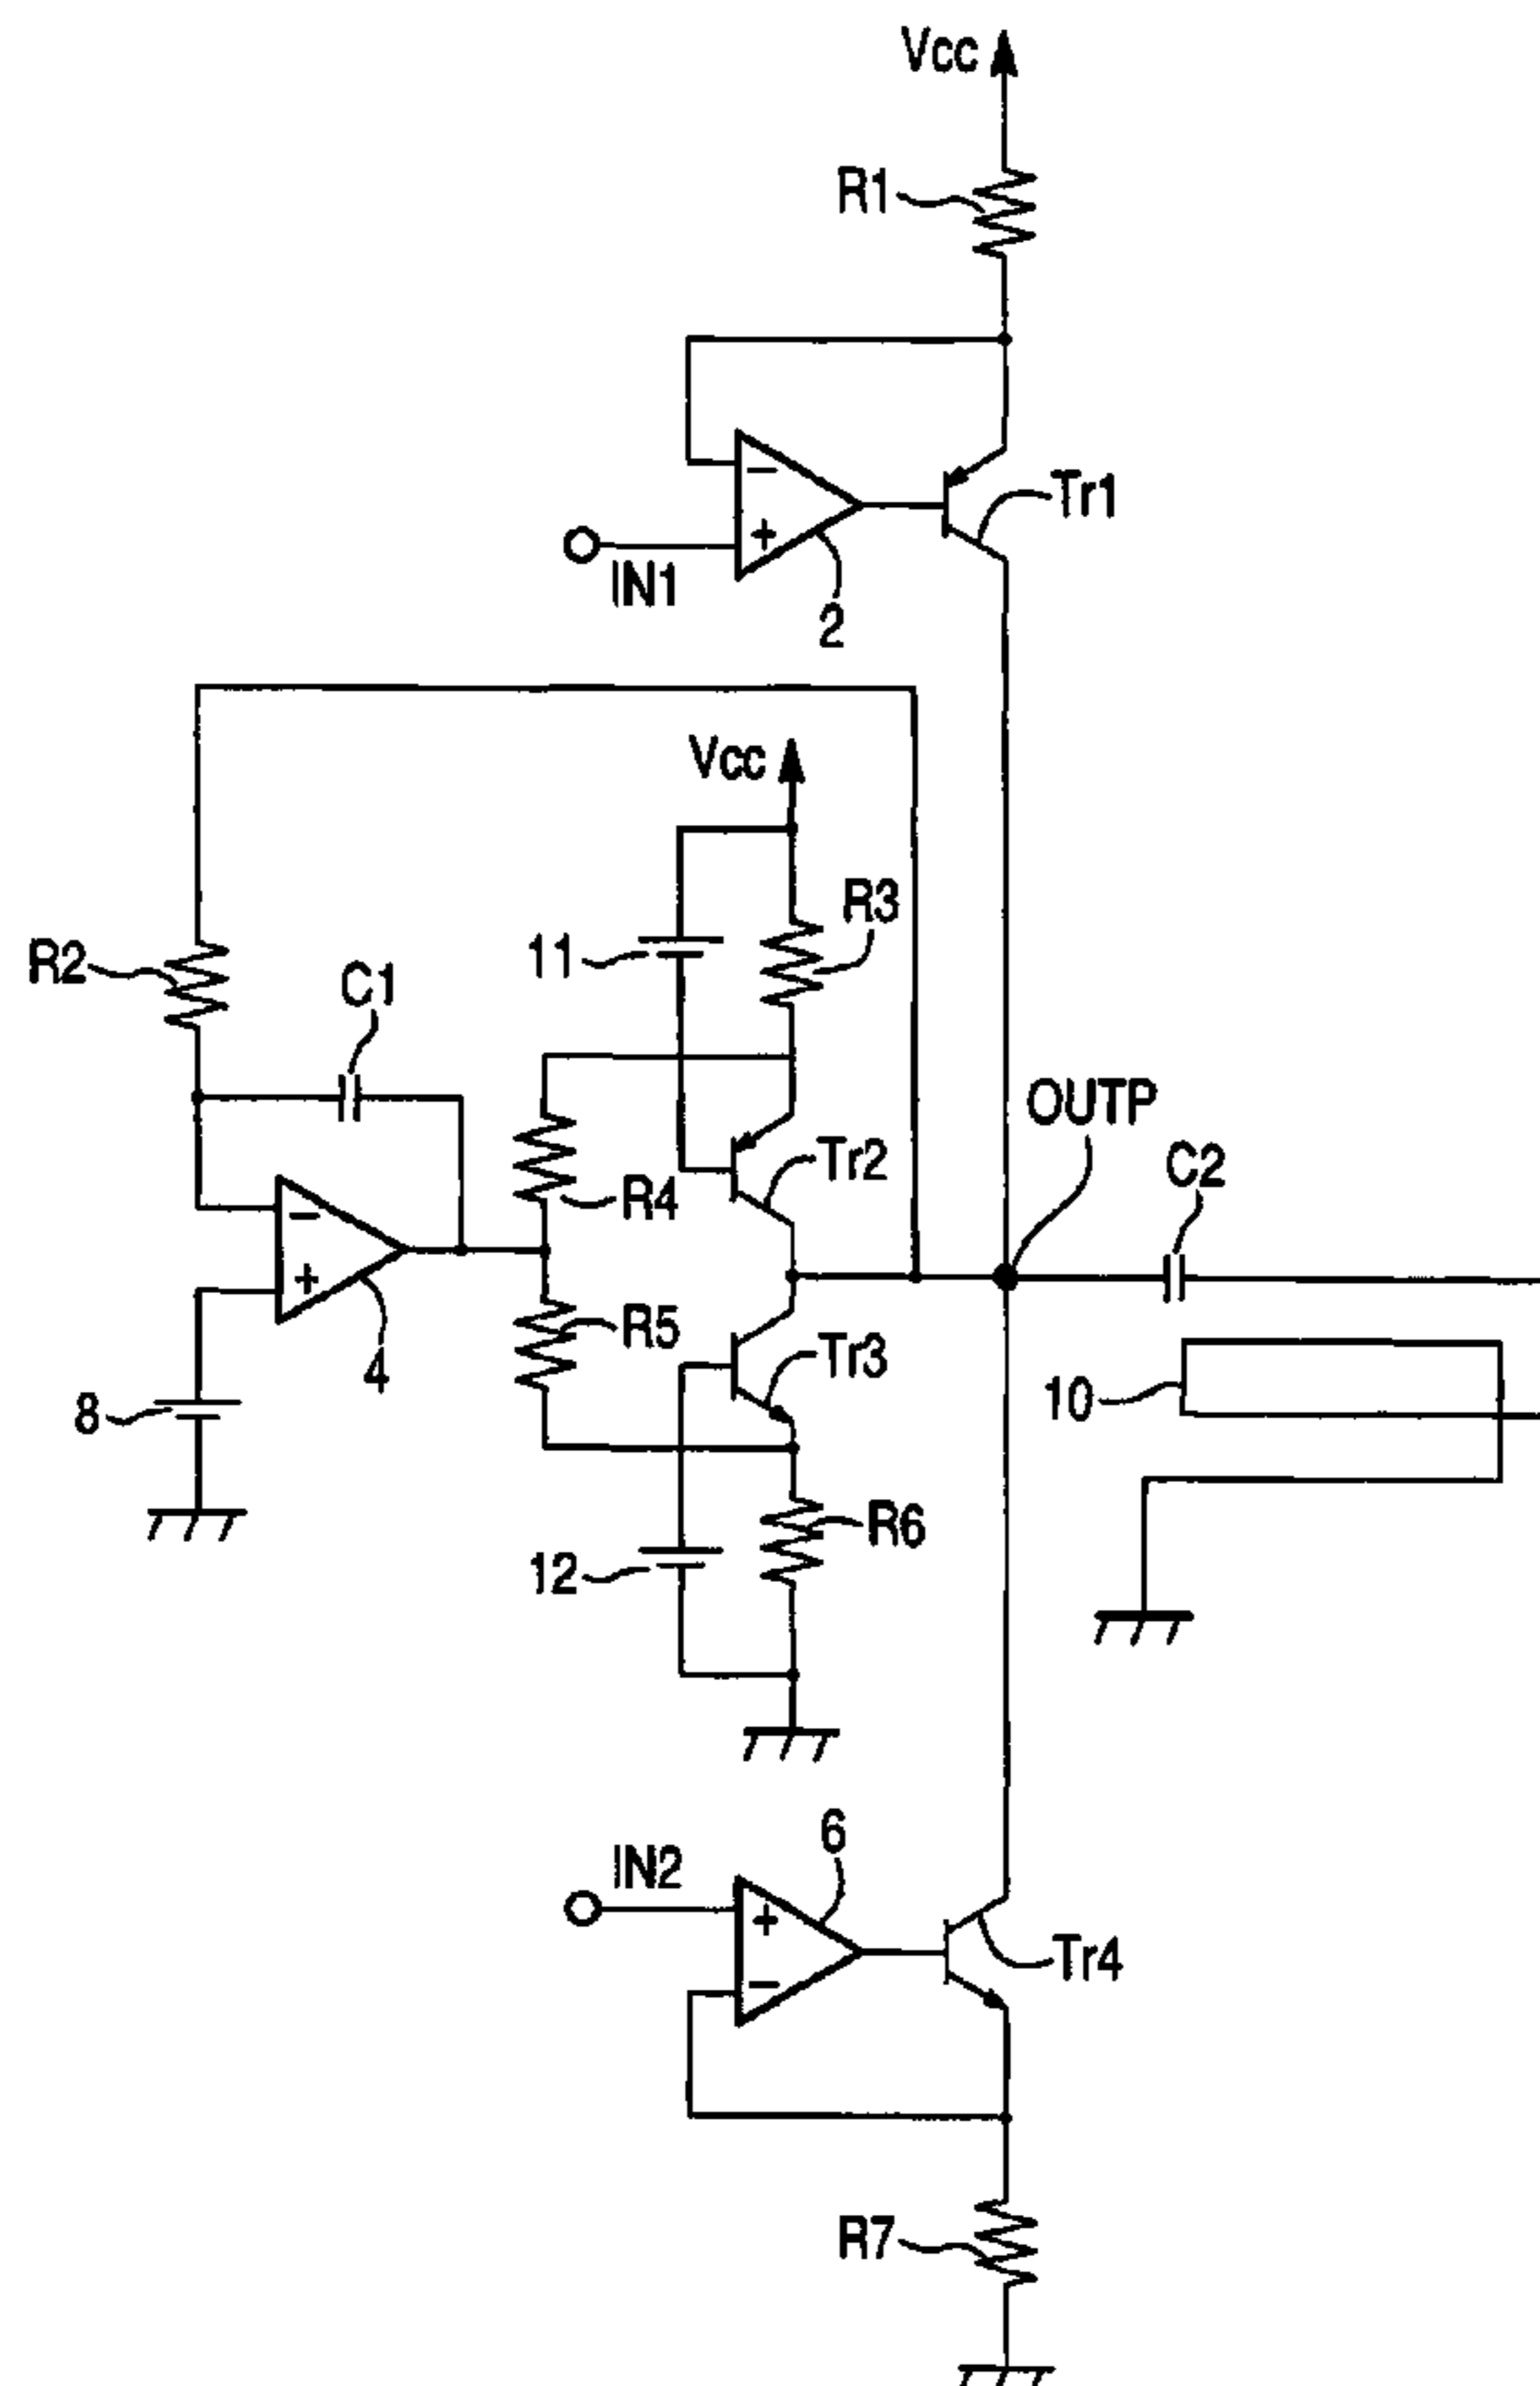 Vcc
R1
−
+
Tr1
IN1
2
Vcc
R3
11
R2
C1
OUTP
C2
Tr2
R4
−
+
4
R5
Tr3
10
8
R6
12
6
IN2
+
−
Tr4
R7